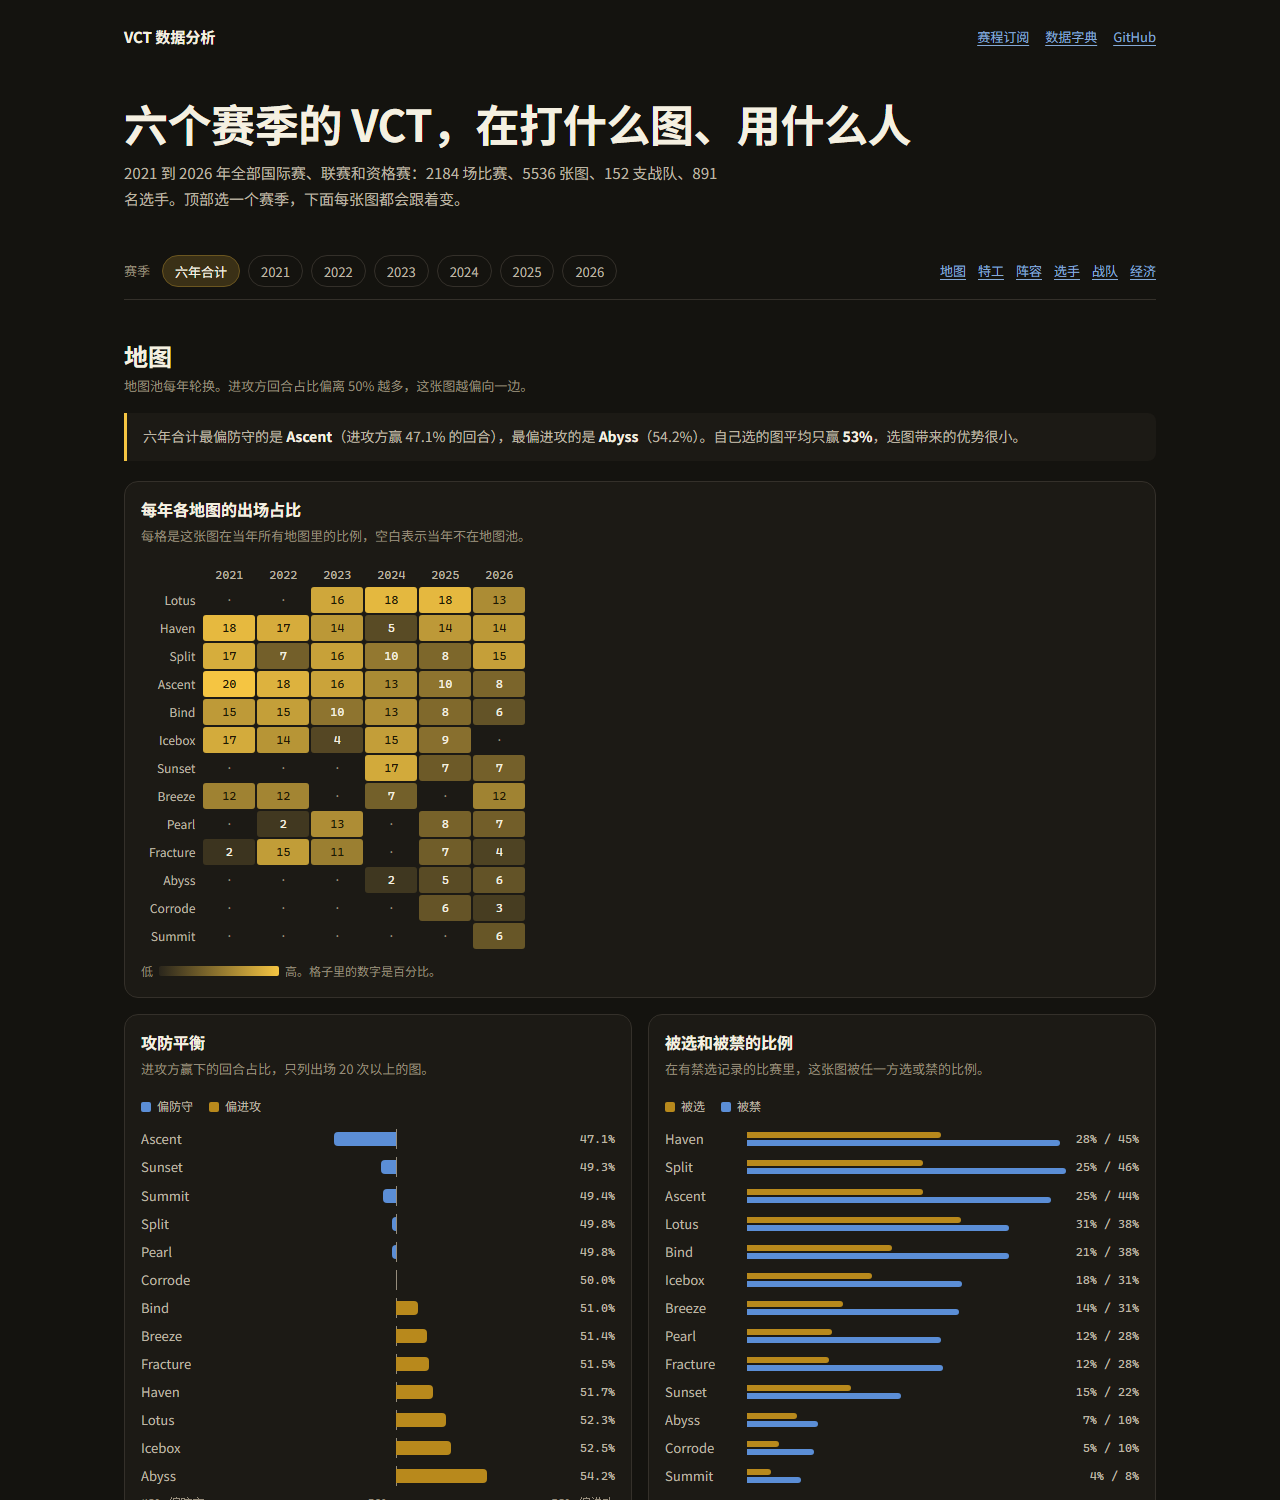 VCT 数据分析
赛程订阅 数据字典 GitHub
六个赛季的 VCT，在打什么图、用什么人
2021 到 2026 年全部国际赛、联赛和资格赛：2184 场比赛、5536 张图、152 支战队、891
名选手。顶部选一个赛季，下面每张图都会跟着变。
赛季 六年合计 2021 2022 2023 2024 2025 2026
地图 特工 阵容 选手 战队 经济
地图
地图池每年轮换。进攻方回合占比偏离 50% 越多，这张图越偏向一边。
六年合计最偏防守的是 Ascent（进攻方赢 47.1% 的回合），最偏进攻的是 Abyss（54.2%）。自己选的图平均只赢 53%，选图带来的优势很小。
每年各地图的出场占比
每格是这张图在当年所有地图里的比例，空白表示当年不在地图池。
2021 2022 2023 2024 2025 2026
Lotus · · 16 18 18 13
Haven 18 17 14 5 14 14
Split 17 7 16 10 8 15
Ascent 20 18 16 13 10 8
Bind 15 15 10 13 8 6
Icebox 17 14 4 15 9 ·
Sunset · · · 17 7 7
Breeze 12 12 · 7 · 12
Pearl · 2 13 · 8 7
Fracture 2 15 11 · 7 4
Abyss · · · 2 5 6
Corrode · · · · 6 3
Summit · · · · · 6
低 高。格子里的数字是百分比。
攻防平衡
进攻方赢下的回合占比，只列出场 20 次以上的图。
偏防守 偏进攻
Ascent 47.1%
Sunset 49.3%
Summit 49.4%
Split 49.8%
Pearl 49.8%
Corrode 50.0%
Bind 51.0%
Breeze 51.4%
Fracture 51.5%
Haven 51.7%
Lotus 52.3%
Icebox 52.5%
Abyss 54.2%
被选和被禁的比例
在有禁选记录的比赛里，这张图被任一方选或禁的比例。
被选 被禁
Haven 28% / 45%
Split 25% / 46%
Ascent 25% / 44%
Lotus 31% / 38%
Bind 21% / 38%
Icebox 18% / 31%
Breeze 14% / 31%
Pearl 12% / 28%
Fracture 12% / 28%
Sunset 15% / 22%
Abyss 7% / 10%
Corrode 5% / 10%
Summit 4% / 8%